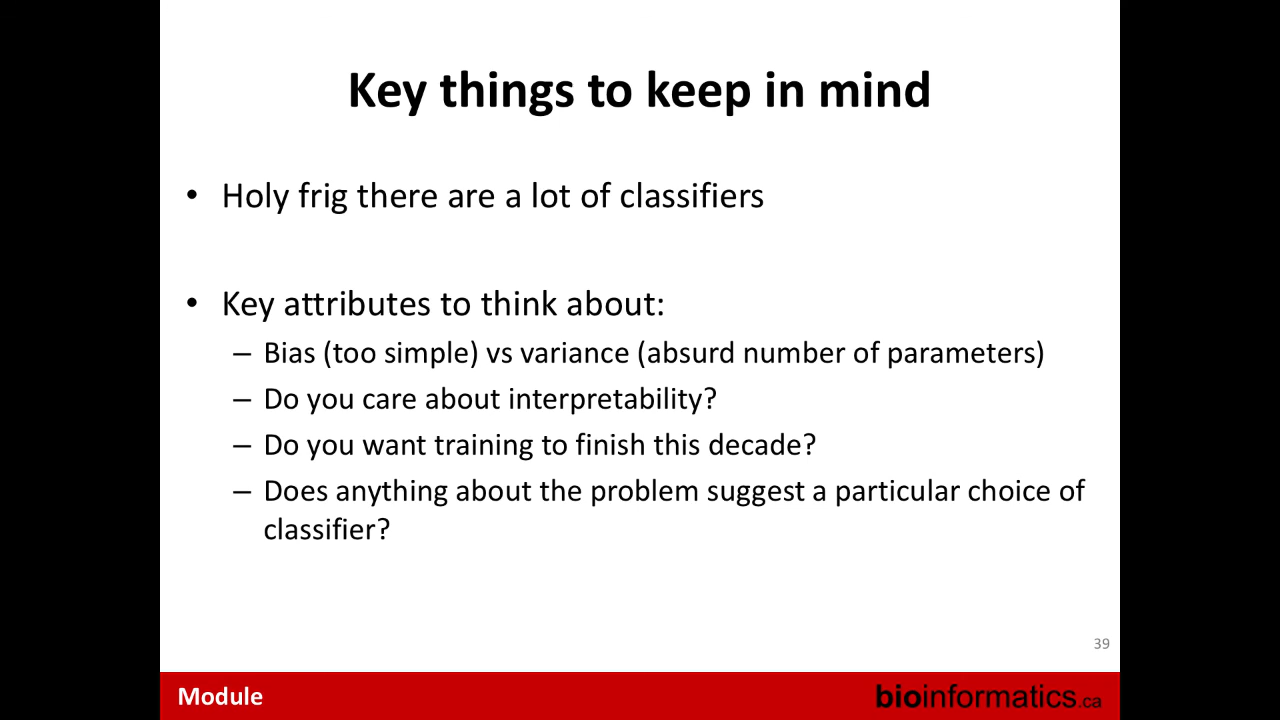 Key things to keep in mind
• Holy frig there are a lot of classifiers
• Key attributes to think about:
– Bias (too simple) vs variance (absurd number of parameters)
– Do you care about interpretability?
– Do you want training to finish this decade?
– Does anything about the problem suggest a particular choice of
classifier?
39
Module
bioinformatics.ca